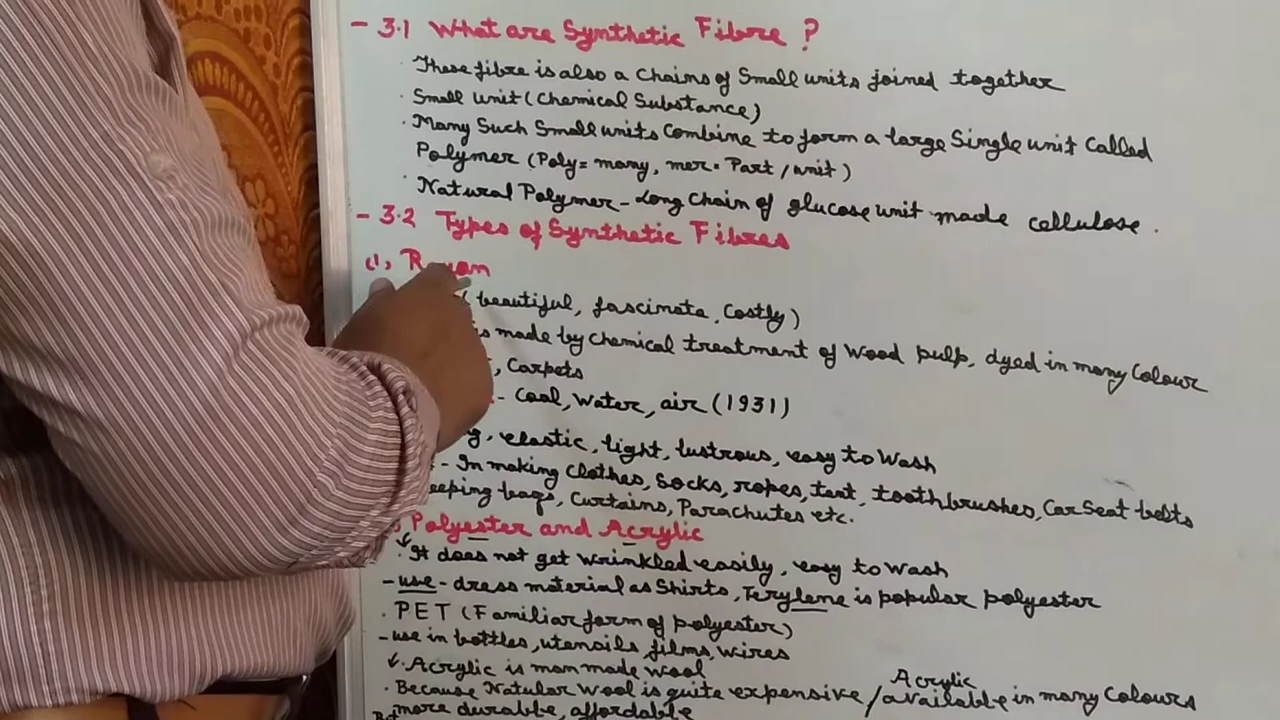 - 3.1 What are Synthetic Fibre ?
· These fibre is also a Chains of Small units joined together
· Small unit (Chemical Substance)
· Many Such Small units Combine to form a large Single unit Called
Polymer (Poly= many, mer= Part / unit)
· Natural Polymer - Long Chain of glucose unit made cellulose.
- 3.2 Types of Synthetic Fibres
(1) Rayon
( beautiful, fascinate, Costly)
is made by Chemical treatment of Wood pulp, dyed in many Colour
, Carpets
- Coal, Water, air (1931)
, elastic, light, lustrous, easy to Wash
- In making Clothes, Socks, ropes, tent, toothbrushes, Car Seat belts
eeping bags, Curtains, Parachutes etc.
Polyester and Acrylic
· It does not get wrinkled easily, easy to wash
- use - dress material as Shirts, Terylene is popular polyester
· PET (Familiar form of polyester)
- use in bottles, utensils films, wires
· Acrylic is man made wool
· Because Natular Wool is quite expensive / Acrylic available in many Colours
more durable, affordable